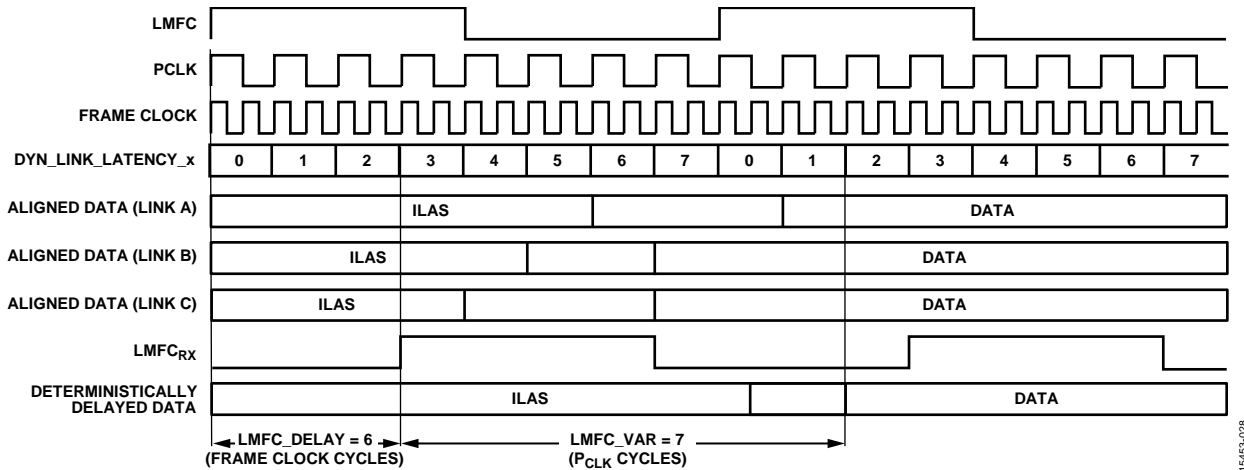 LMFC
PCLK
FRAME CLOCK
DYN_LINK_LATENCY_x 0 1 2 3 4 5 6 7 0 1 2 3 4 5 6 7
ALIGNED DATA (LINK A) ILAS DATA
ALIGNED DATA (LINK B) ILAS DATA
ALIGNED DATA (LINK C) ILAS DATA
LMFCRX
DETERMINISTICALLY
DELAYED DATA ILAS DATA
LMFC_DELAY = 6 LMFC_VAR = 7
(FRAME CLOCK CYCLES) (PCLK CYCLES)
15453-028